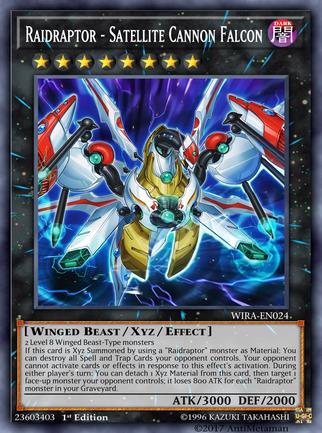 Raidraptor - Satellite Cannon Falcon
DARK
闇
WIRA-EN024
[Winged Beast/Xyz/Effect]
2 Level 8 Winged Beast-Type monsters
If this card is Xyz Summoned by using a "Raidraptor" monster as Material: You
can destroy all Spell and Trap Cards your opponent controls. Your opponent
cannot activate cards or effects in response to this effect's activation. During
either player's turn: You can detach 1 Xyz Material from this card, then target 1
face-up monster your opponent controls; it loses 800 ATK for each "Raidraptor"
monster in your Graveyard.
ATK/3000 DEF/2000
23603403 1st Edition ©1996 KAZUKI TAKAHASHI
©2017 AntiMetaman